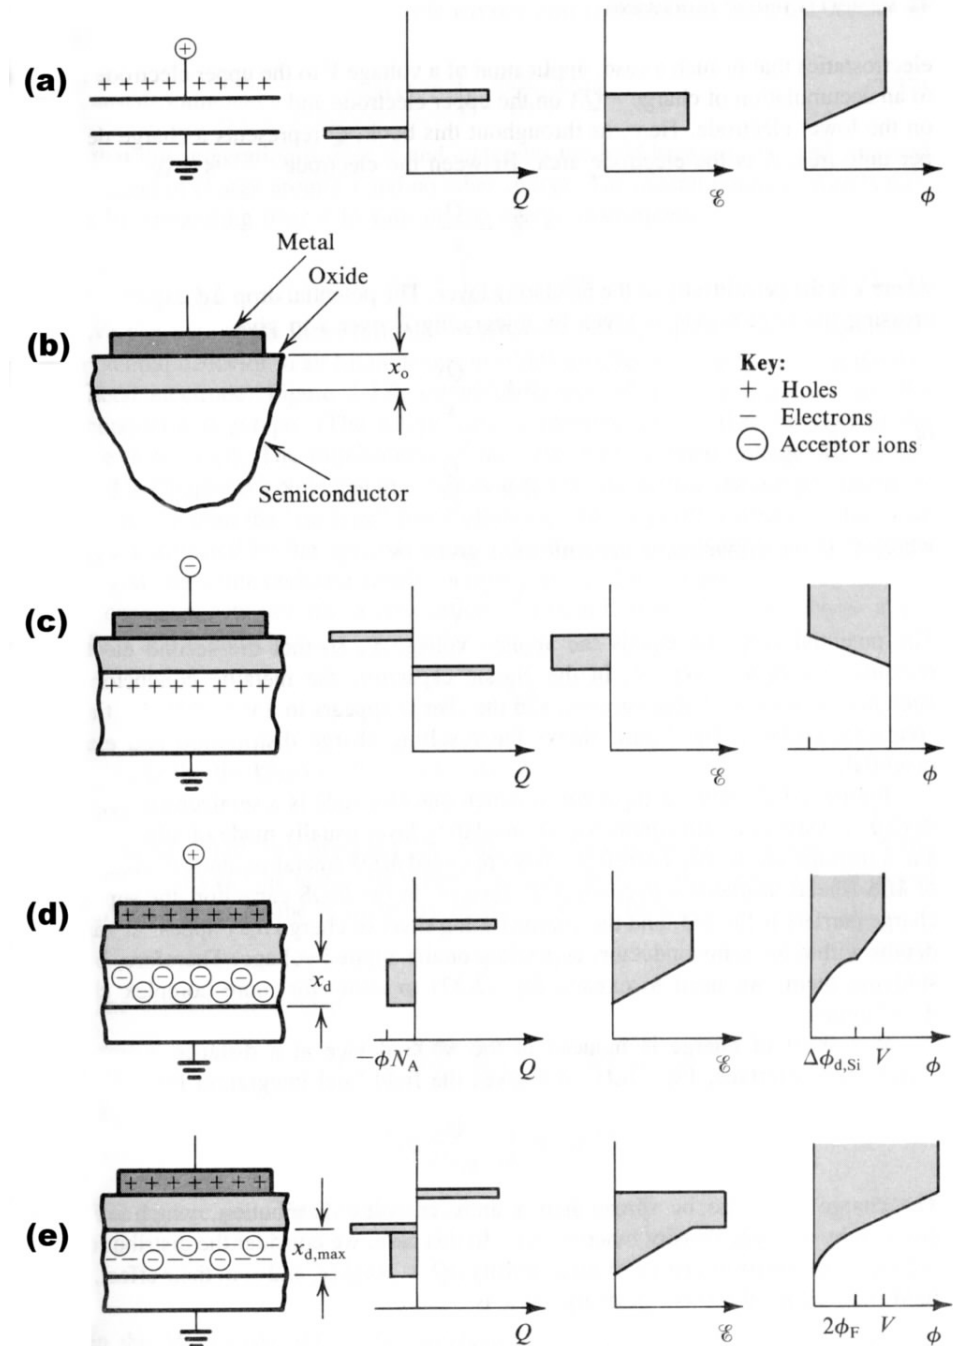 (a)
+ + + + + + + + + +
Q ℰ ϕ
Metal
Oxide
(b)
x₀
Key:
+ Holes
− Electrons
⊖ Acceptor ions
Semiconductor
(c)
+ + + + + + + + +
Q ℰ ϕ
(d)
+ + + + + + +
x_d
−ϕN_A Q ℰ Δϕ_d,Si V ϕ
(e)
+ + + + + + +
x_d,max
Q ℰ 2ϕ_F V ϕ